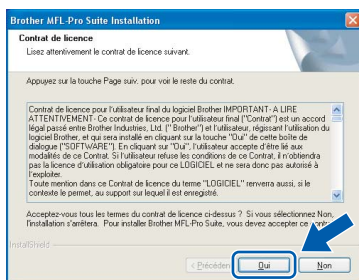 Brother MFL-Pro Suite Installation
Contrat de licence
Lisez attentivement le contrat de licence suivant.
Appuyez sur la touche Page suiv. pour voir le reste du contrat.
Contrat de licence pour l'utilisateur final du logiciel Brother IMPORTANT- A LIRE
ATTENTIVEMENT- Ce contrat de licence pour l'utilisateur final ("Contrat") est un accord
légal passé entre Brother Industries, Ltd. ("Brother") et l'utilisateur, régissant l'utilisation du
logiciel Brother, et qui sera installé en cliquant sur la touche "Oui" de cette boîte de
dialogue ("SOFTWARE"). En cliquant sur "Oui", l'utilisateur accepte d'être lié aux
modalités de ce Contrat. Si l'utilisateur refuse les conditions de ce Contrat, il n'obtiendra
pas la licence d'utilisation obligatoire pour ce LOGICIEL et ne sera donc pas autorisé à
l'exploiter.
Toute mention dans ce Contrat de licence du terme "LOGICIEL" renverra aussi, si le
contexte le permet, au support sur lequel il est enregistré.
Acceptez-vous tous les termes du contrat de licence ci-dessus ? Si vous sélectionnez Non,
l'installation s'arrêtera. Pour installer Brother MFL-Pro Suite, vous devez accepter ce
InstallShield
< Précéden
Oui
Non